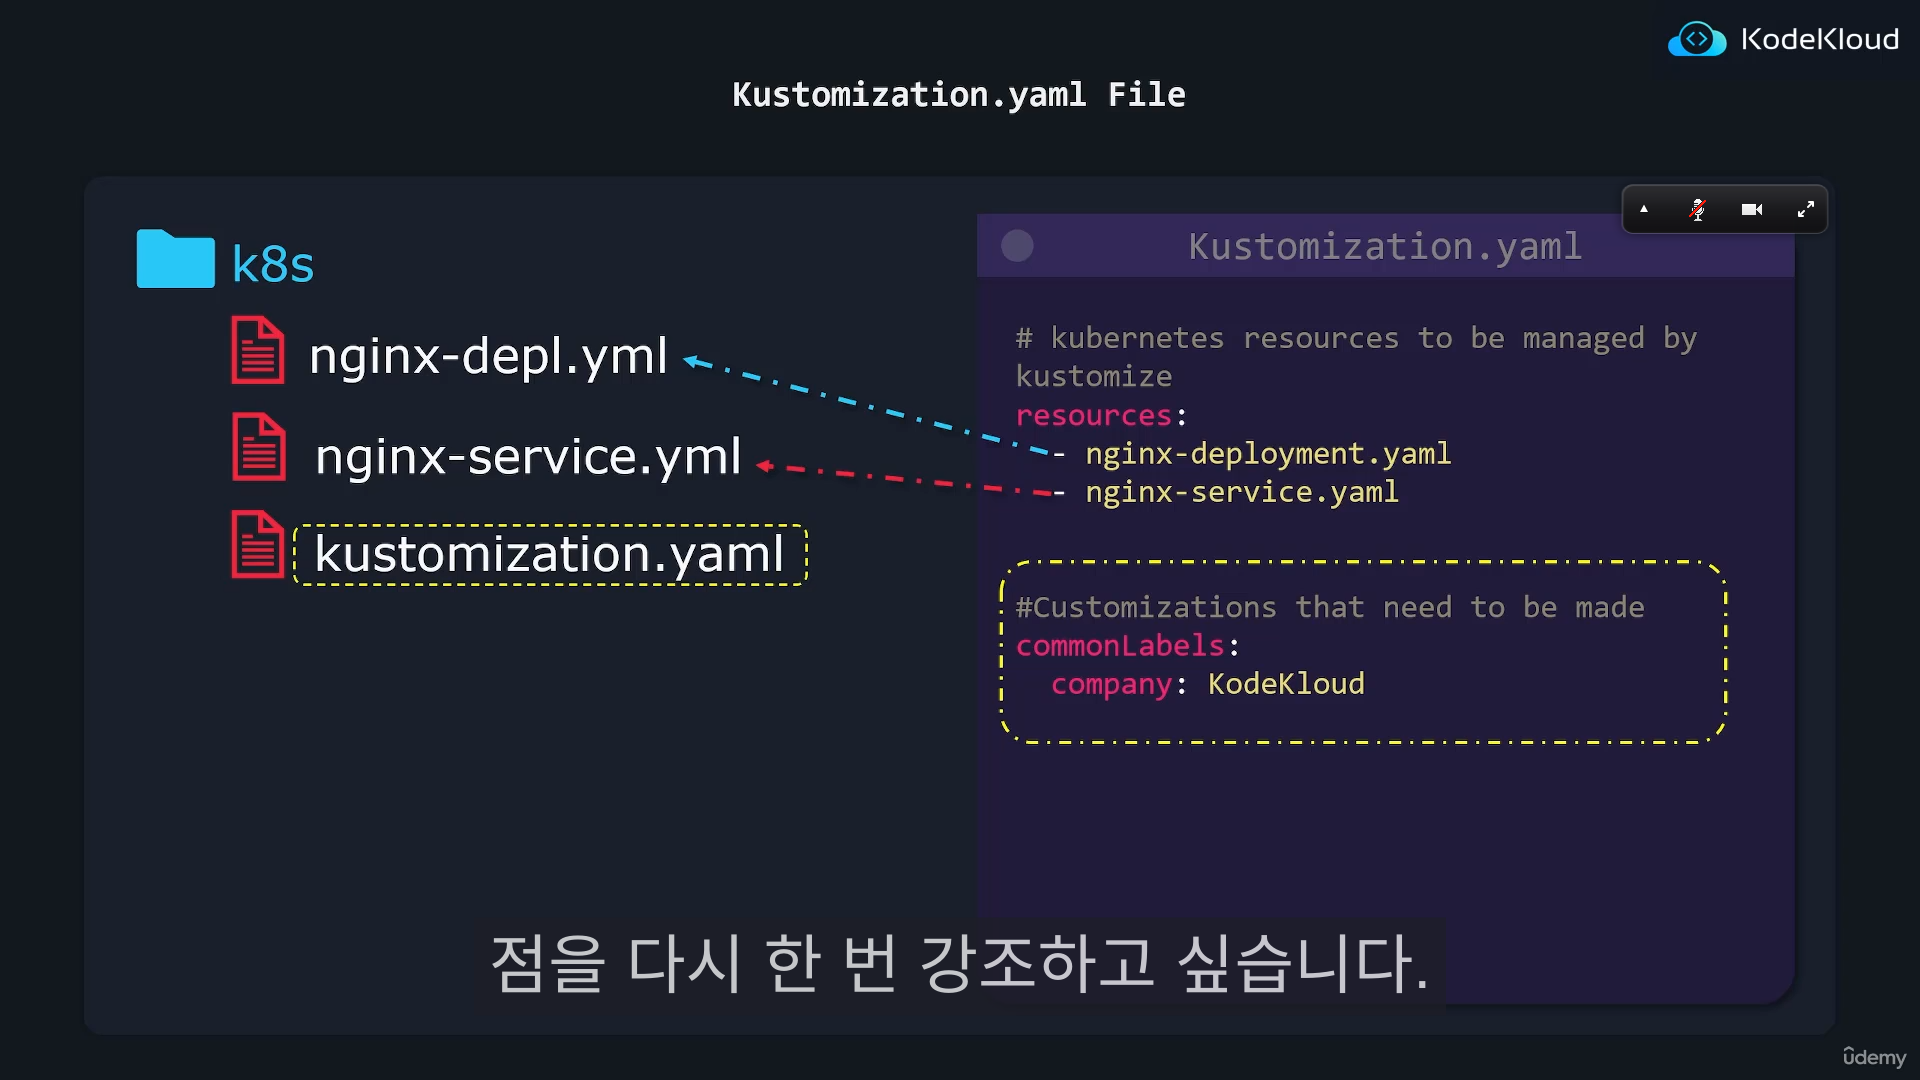 KodeKloud
Kustomization.yaml File
k8s
nginx-depl.yml
nginx-service.yml
kustomization.yaml
Kustomization.yaml
# kubernetes resources to be managed by
kustomize
resources:
- nginx-deployment.yaml
- nginx-service.yaml
#Customizations that need to be made
commonLabels:
company: KodeKloud
점을 다시 한 번 강조하고 싶습니다.
ûdemy